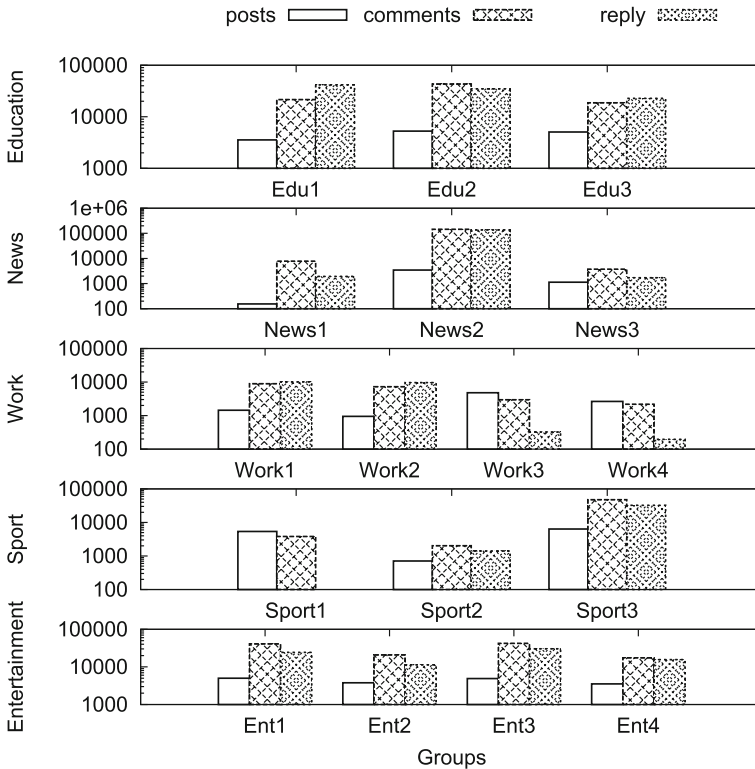 posts comments reply
Education
100000
10000
1000
Edu1 Edu2 Edu3
News
1e+06
100000
10000
1000
100
News1 News2 News3
Work
100000
10000
1000
100
Work1 Work2 Work3 Work4
Sport
100000
10000
1000
100
Sport1 Sport2 Sport3
Entertainment
100000
10000
1000
Ent1 Ent2 Ent3 Ent4
Groups